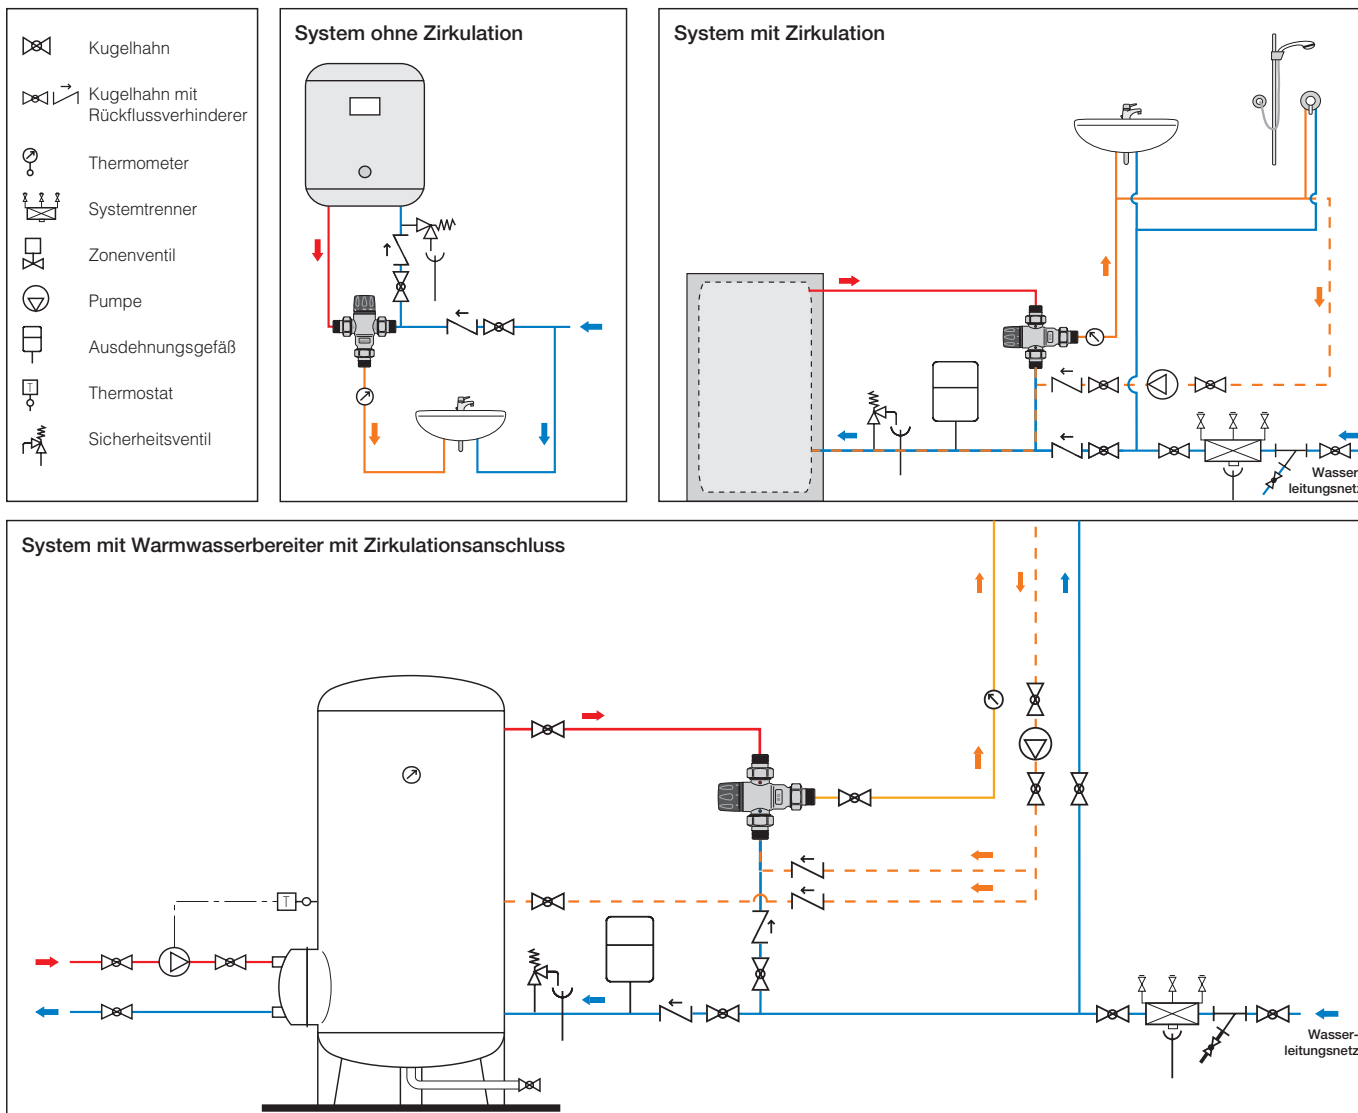 Kugelhahn
Kugelhahn mit
Rückflussverhinderer
Thermometer
Systemtrenner
Zonenventil
Pumpe
Ausdehnungsgefäß
T
Thermostat
Sicherheitsventil
System ohne Zirkulation
System mit Zirkulation
Wasser
leitungsnetz
System mit Warmwasserbereiter mit Zirkulationsanschluss
T
Wasser-
leitungsnetz